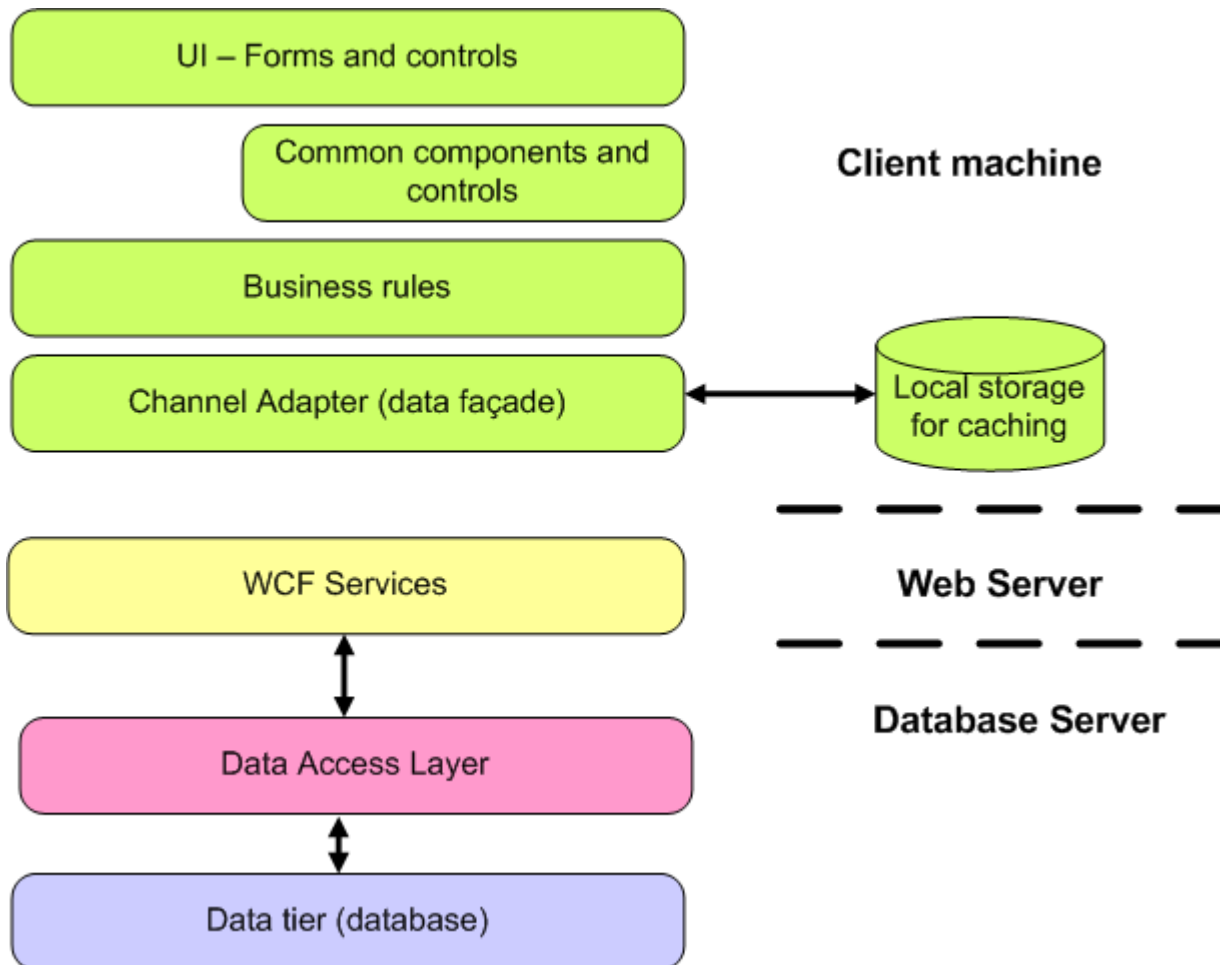 UI – Forms and controls
Common components and
controls
Client machine
Business rules
Channel Adapter (data façade)
Local storage
for caching
WCF Services
Web Server
Database Server
Data Access Layer
Data tier (database)